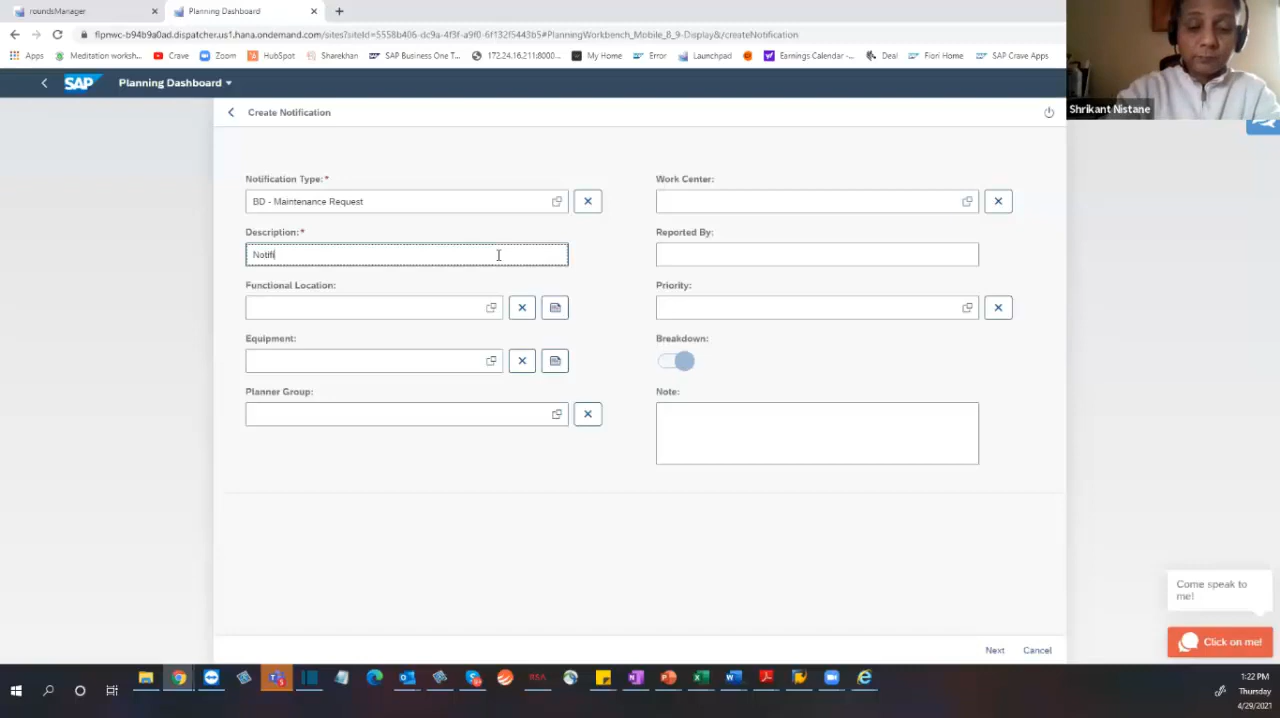 roundsManager
Planning Dashboard
flpnwc-b94b9a0ad.dispatcher.us1.hana.ondemand.com/sites?siteId=5558b406-dc9a-4f3f-a9f0-6f132f5443b5#PlanningWorkbench_Mobile_8_9-Display&/createNotification
Apps Meditation worksh... Crave Zoom HubSpot Sharekhan SAP Business One T... 172.24.16.211:8000... My Home Error Launchpad Earnings Calendar -... Deal Fiori Home SAP Crave Apps
SAP Planning Dashboard
Shrikant Nistane
Create Notification
Notification Type:*
BD - Maintenance Request
Work Center:
Description:*
Notifi
Reported By:
Functional Location:
Priority:
Equipment:
Breakdown:
Planner Group:
Note:
Come speak to
me!
Click on me!
Next Cancel
1:22 PM
Thursday
4/29/2021